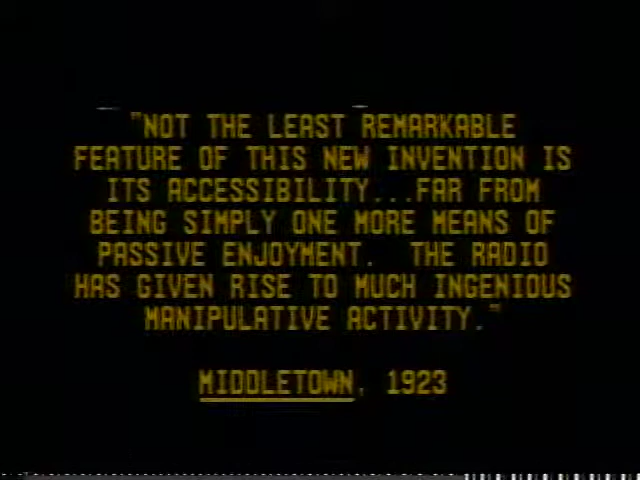 "NOT THE LEAST REMARKABLE
FEATURE OF THIS NEW INVENTION IS
ITS ACCESSIBILITY...FAR FROM
BEING SIMPLY ONE MORE MEANS OF
PASSIVE ENJOYMENT. THE RADIO
HAS GIVEN RISE TO MUCH INGENIOUS
MANIPULATIVE ACTIVITY."
MIDDLETOWN, 1923